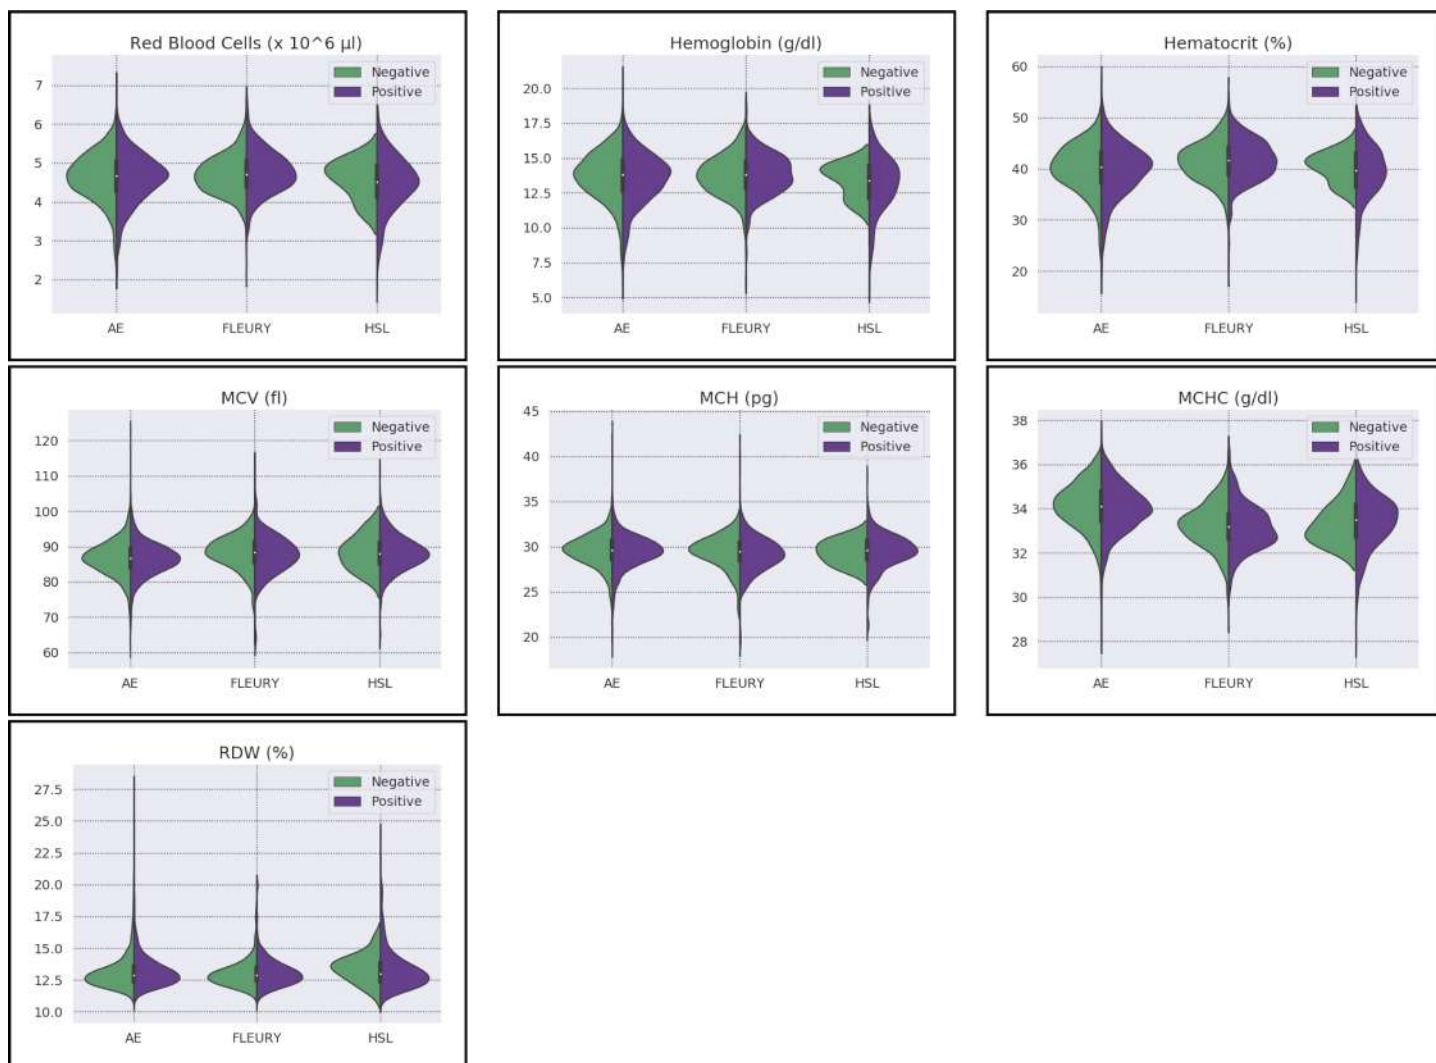 Red Blood Cells (x 10^6 µl)
Negative
Positive
7
6
5
4
3
2
AE FLEURY HSL
Hemoglobin (g/dl)
Negative
Positive
20.0
17.5
15.0
12.5
10.0
7.5
5.0
AE FLEURY HSL
Hematocrit (%)
Negative
Positive
60
50
40
30
20
AE FLEURY HSL
MCV (fl)
Negative
Positive
120
110
100
90
80
70
60
AE FLEURY HSL
MCH (pg)
Negative
Positive
45
40
35
30
25
20
AE FLEURY HSL
MCHC (g/dl)
Negative
Positive
38
36
34
32
30
28
AE FLEURY HSL
RDW (%)
Negative
Positive
27.5
25.0
22.5
20.0
17.5
15.0
12.5
10.0
AE FLEURY HSL